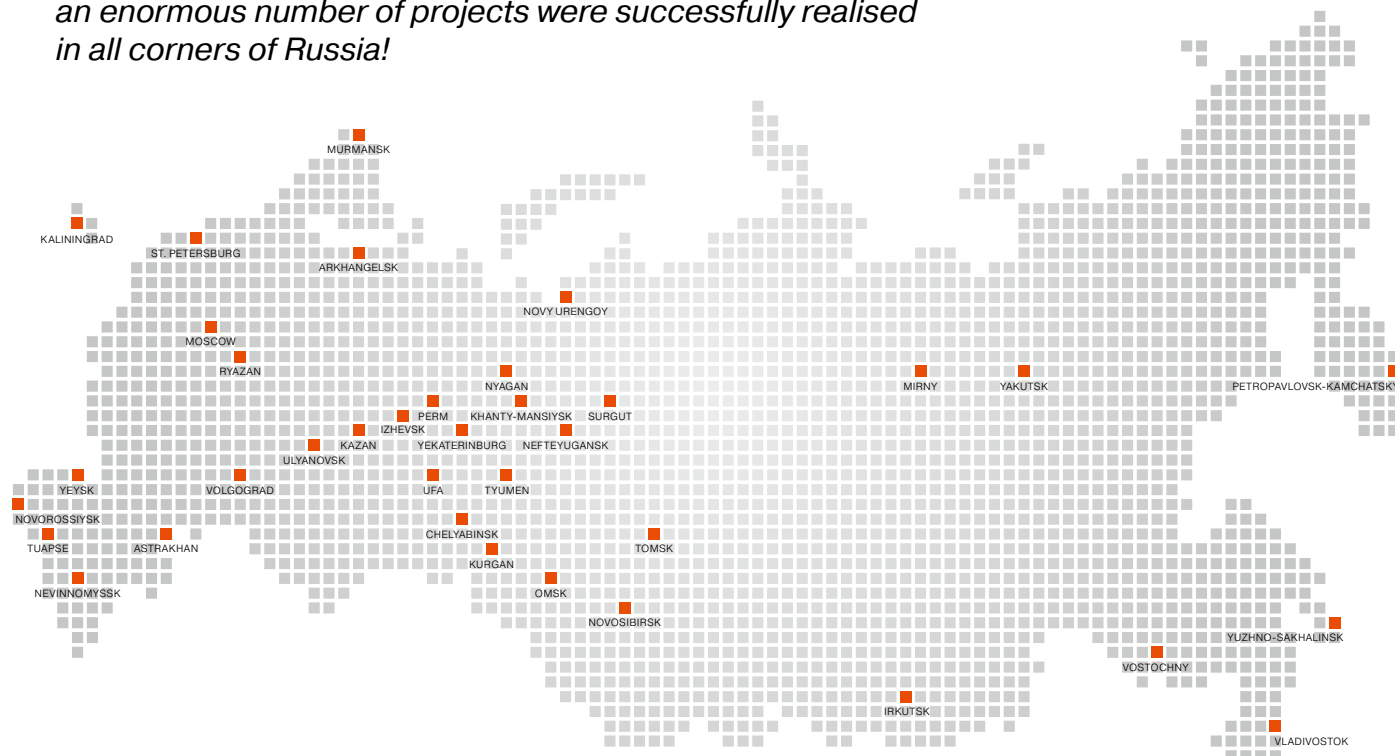 an enormous number of projects were successfully realised
in all corners of Russia!
MURMANSK
KALININGRAD
ST. PETERSBURG
ARKHANGELSK
NOVY URENGOY
MOSCOW
RYAZAN
NYAGAN
MIRNY
YAKUTSK
PETROPAVLOVSK-KAMCHATSKY
PERM
KHANTY-MANSIYSK
SURGUT
IZHEVSK
KAZAN
YEKATERINBURG
NEFTEYUGANSK
ULYANOVSK
YEYSK
VOLGOGRAD
UFA
TYUMEN
NOVOROSSIYSK
CHELYABINSK
TUAPSE
ASTRAKHAN
TOMSK
KURGAN
NEVINNOMYSSK
OMSK
NOVOSIBIRSK
YUZHNO-SAKHALINSK
VOSTOCHNY
IRKUTSK
VLADIVOSTOK